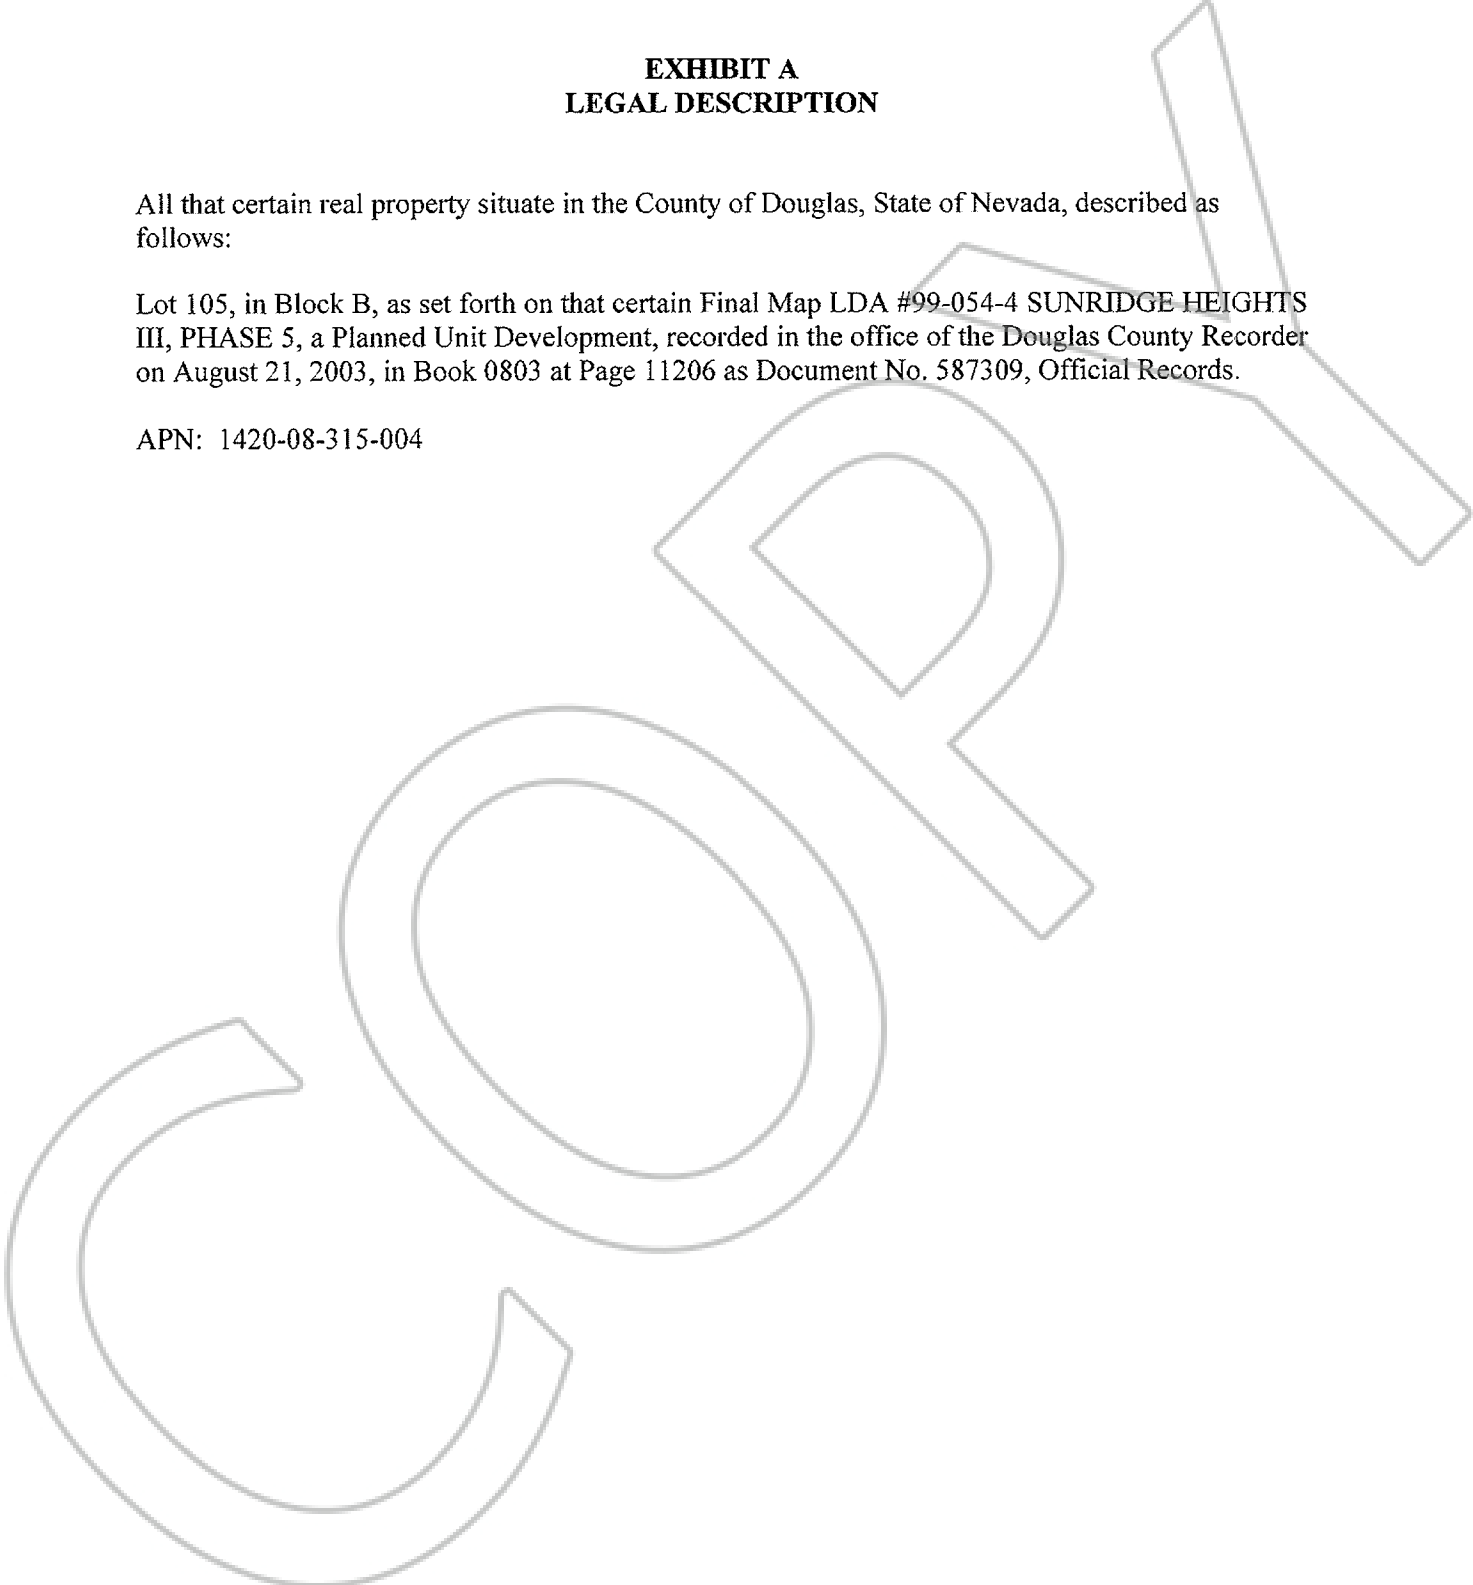 EXHIBIT A
LEGAL DESCRIPTION
All that certain real property situate in the County of Douglas, State of Nevada, described as
follows:
Lot 105, in Block B, as set forth on that certain Final Map LDA #99-054-4 SUNRIDGE HEIGHTS
III, PHASE 5, a Planned Unit Development, recorded in the office of the Douglas County Recorder
on August 21, 2003, in Book 0803 at Page 11206 as Document No. 587309, Official Records.
APN: 1420-08-315-004
COPY